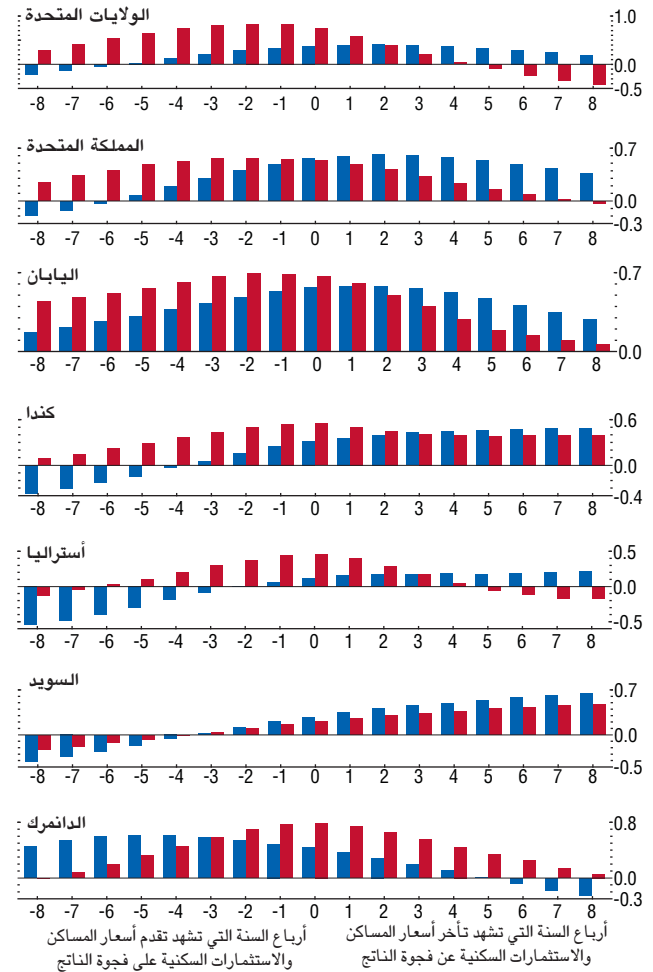 الولايات المتحدة
1.0
0.0
-0.5
-8 -7 -6 -5 -4 -3 -2 -1 0 1 2 3 4 5 6 7 8
المملكة المتحدة
0.7
0.0
-0.3
-8 -7 -6 -5 -4 -3 -2 -1 0 1 2 3 4 5 6 7 8
اليابان
0.7
0.0
-8 -7 -6 -5 -4 -3 -2 -1 0 1 2 3 4 5 6 7 8
كندا
0.6
0.0
-0.4
-8 -7 -6 -5 -4 -3 -2 -1 0 1 2 3 4 5 6 7 8
أستراليا
0.5
0.0
-0.5
-8 -7 -6 -5 -4 -3 -2 -1 0 1 2 3 4 5 6 7 8
السويد
0.7
0.0
-0.5
-8 -7 -6 -5 -4 -3 -2 -1 0 1 2 3 4 5 6 7 8
الدانمرك
0.8
0.0
-0.3
-8 -7 -6 -5 -4 -3 -2 -1 0 1 2 3 4 5 6 7 8
أرباع السنة التي تشهد تأخر أسعار المساكن
والاستثمارات السكنية عن فجوة الناتج
أرباع السنة التي تشهد تقدم أسعار المساكن
والاستثمارات السكنية على فجوة الناتج